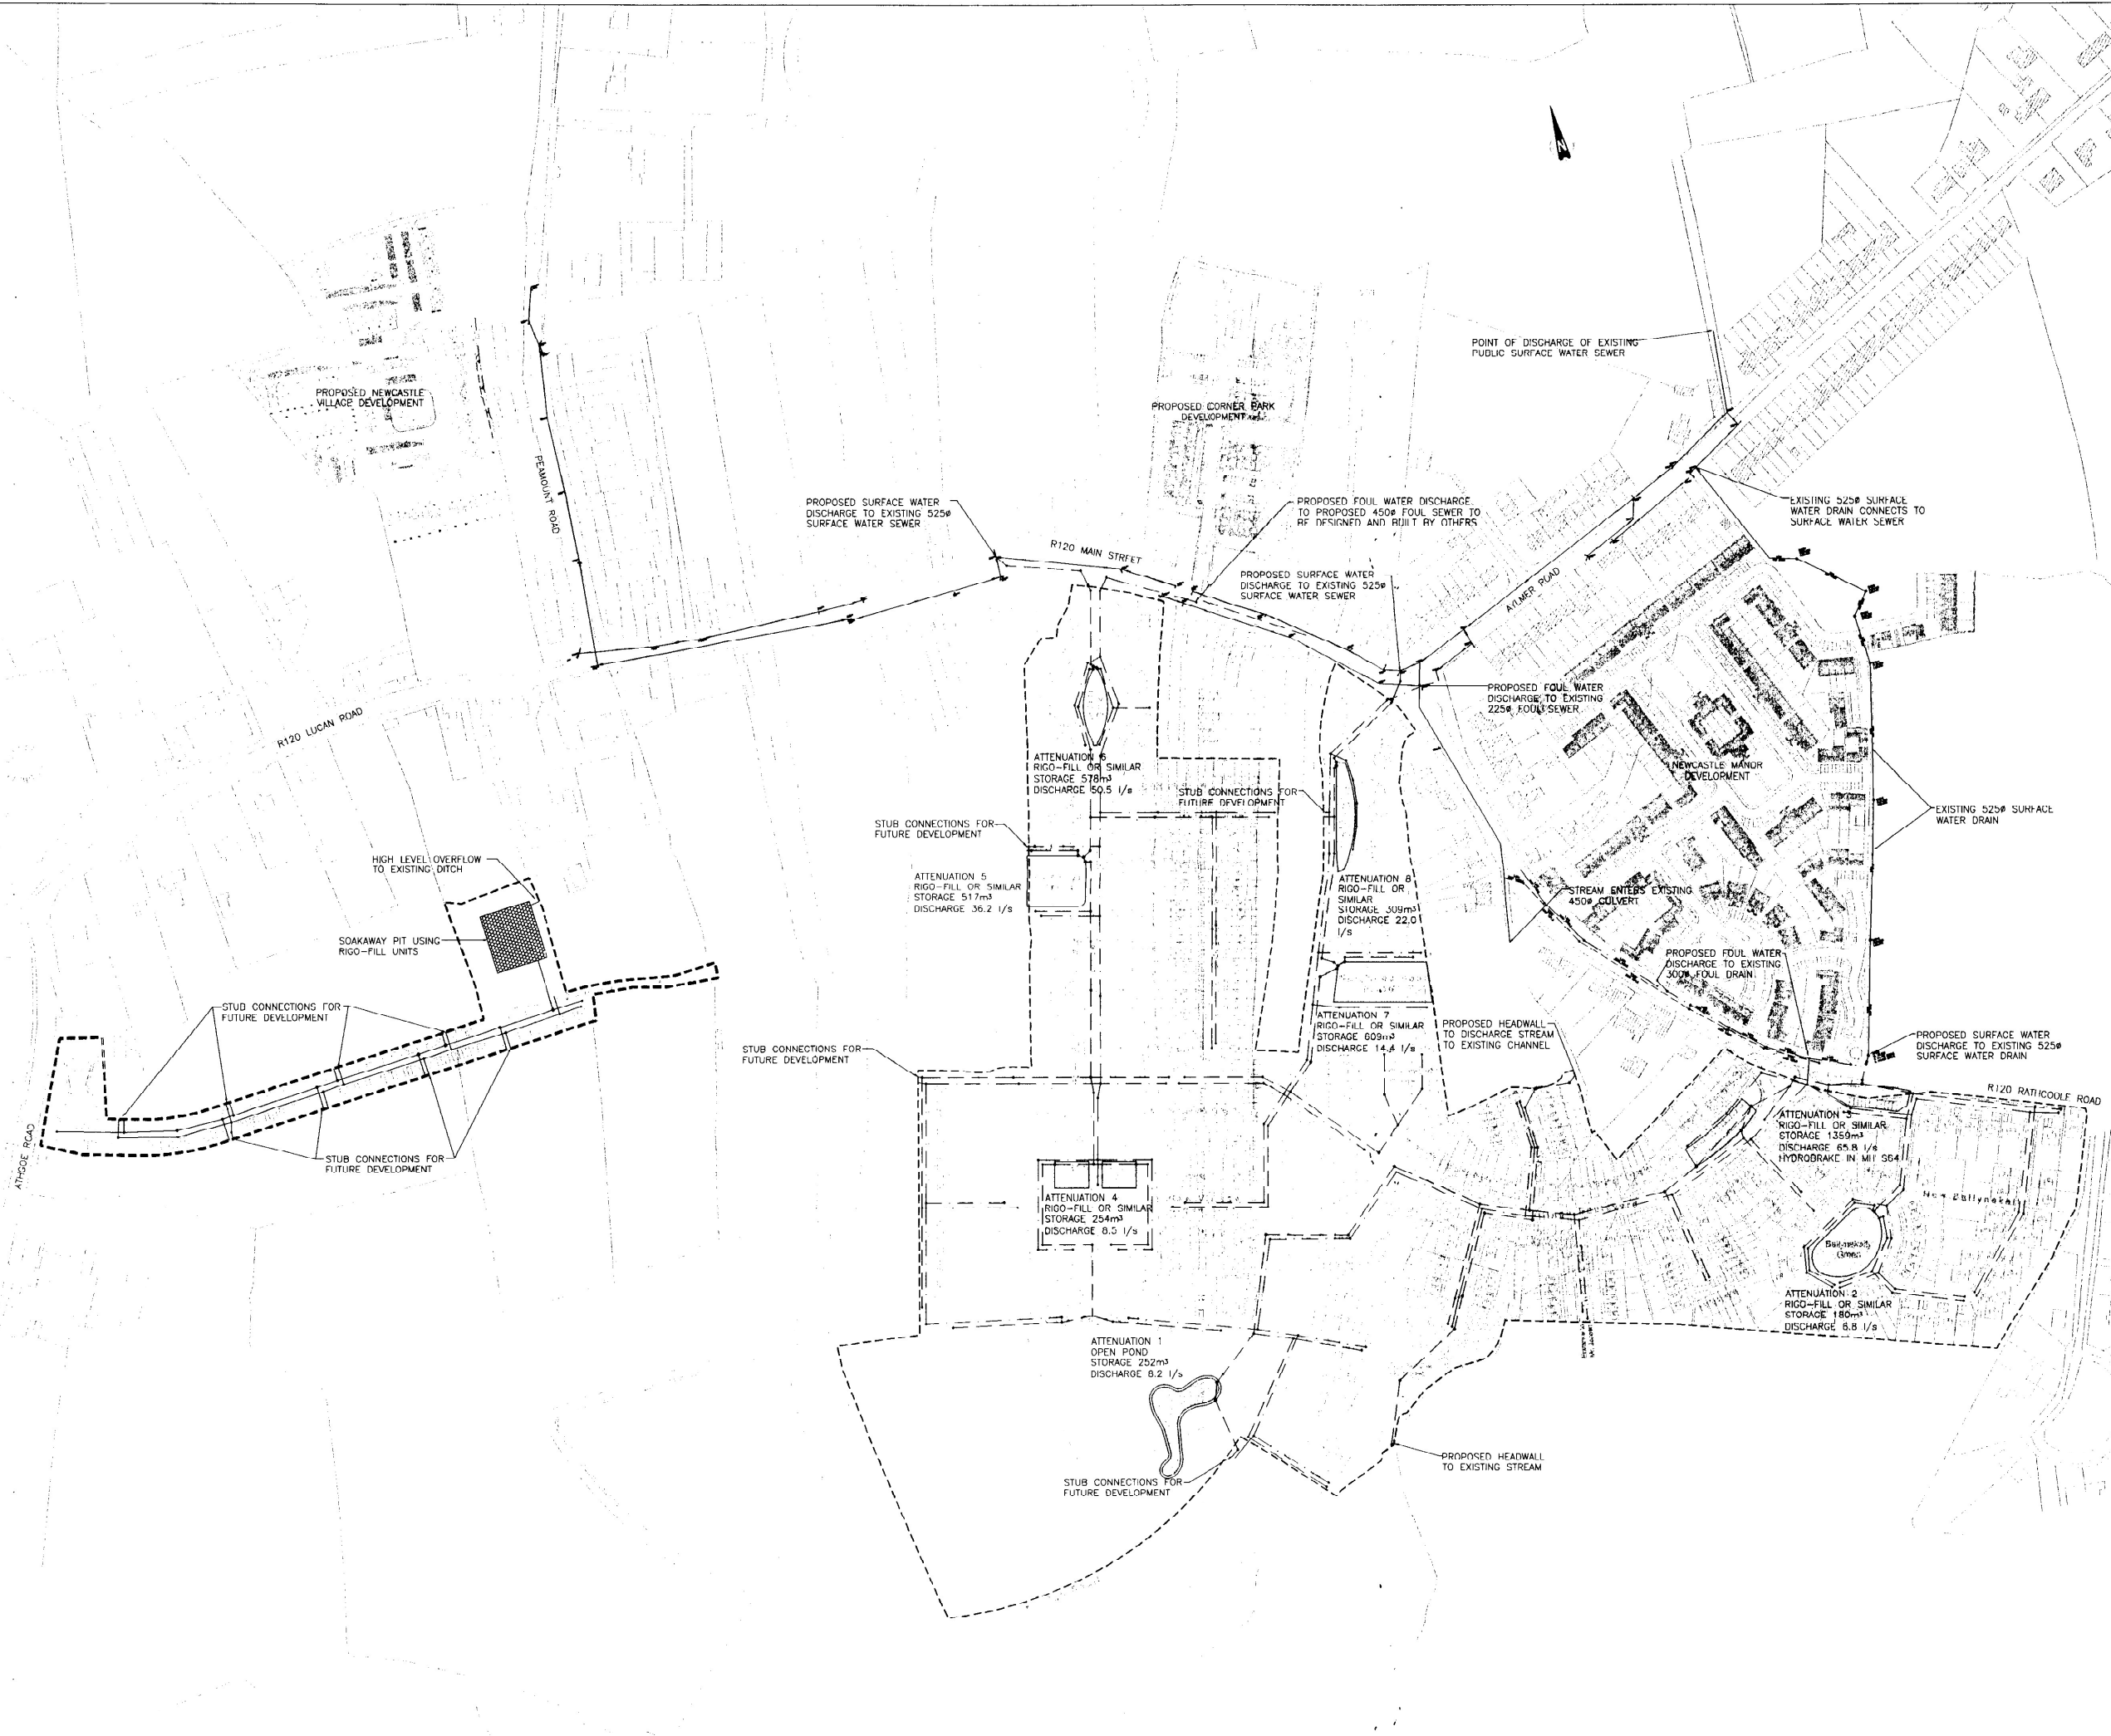 N
POINT OF DISCHARGE OF EXISTING
PUBLIC SURFACE WATER SEWER
PROPOSED NEWCASTLE
VILLAGE DEVELOPMENT
PROPOSED CORNER PARK
DEVELOPMENT
PEAMOUNT ROAD
PROPOSED SURFACE WATER
DISCHARGE TO EXISTING 525ø
SURFACE WATER SEWER
PROPOSED FOUL WATER DISCHARGE
TO PROPOSED 450ø FOUL SEWER TO
BE DESIGNED AND BUILT BY OTHERS
EXISTING 525ø SURFACE
WATER DRAIN CONNECTS TO
SURFACE WATER SEWER
R120 MAIN STREET
PROPOSED SURFACE WATER
DISCHARGE TO EXISTING 525ø
SURFACE WATER SEWER
AYLMER ROAD
PROPOSED FOUL WATER
DISCHARGE TO EXISTING
225ø FOUL SEWER
R120 LUCAN ROAD
ATTENUATION 6
RIGO-FILL OR SIMILAR
STORAGE 578m³
DISCHARGE 50.5 l/s
NEWCASTLE MANOR
DEVELOPMENT
STUB CONNECTIONS FOR
FUTURE DEVELOPMENT
EXISTING 525ø SURFACE
WATER DRAIN
STUB CONNECTIONS FOR
FUTURE DEVELOPMENT
HIGH LEVEL OVERFLOW
TO EXISTING DITCH
ATTENUATION 5
RIGO-FILL OR SIMILAR
STORAGE 517m³
DISCHARGE 36.2 l/s
ATTENUATION 8
RIGO-FILL OR
SIMILAR
STORAGE 309m³
DISCHARGE 22.0
l/s
STREAM ENTERS EXISTING
450ø CULVERT
SOAKAWAY PIT USING
RIGO-FILL UNITS
PROPOSED FOUL WATER
DISCHARGE TO EXISTING
300ø FOUL DRAIN
STUB CONNECTIONS FOR
FUTURE DEVELOPMENT
ATTENUATION 7
RIGO-FILL OR SIMILAR
STORAGE 609m³
DISCHARGE 14.4 l/s
PROPOSED HEADWALL
TO DISCHARGE STREAM
TO EXISTING CHANNEL
PROPOSED SURFACE WATER
DISCHARGE TO EXISTING 525ø
SURFACE WATER DRAIN
STUB CONNECTIONS FOR
FUTURE DEVELOPMENT
R120 RATHCOOLE ROAD
ATTENUATION 3
RIGO-FILL OR SIMILAR
STORAGE 1359m³
DISCHARGE 65.8 l/s
HYDROBRAKE IN MH S64
ATHGOE ROAD
STUB CONNECTIONS FOR
FUTURE DEVELOPMENT
ATTENUATION 4
RIGO-FILL OR SIMILAR
STORAGE 254m³
DISCHARGE 8.5 l/s
Green
ATTENUATION 2
RIGO-FILL OR SIMILAR
STORAGE 180m³
DISCHARGE 6.8 l/s
ATTENUATION 1
OPEN POND
STORAGE 252m³
DISCHARGE 8.2 l/s
PROPOSED HEADWALL
TO EXISTING STREAM
STUB CONNECTIONS FOR
FUTURE DEVELOPMENT